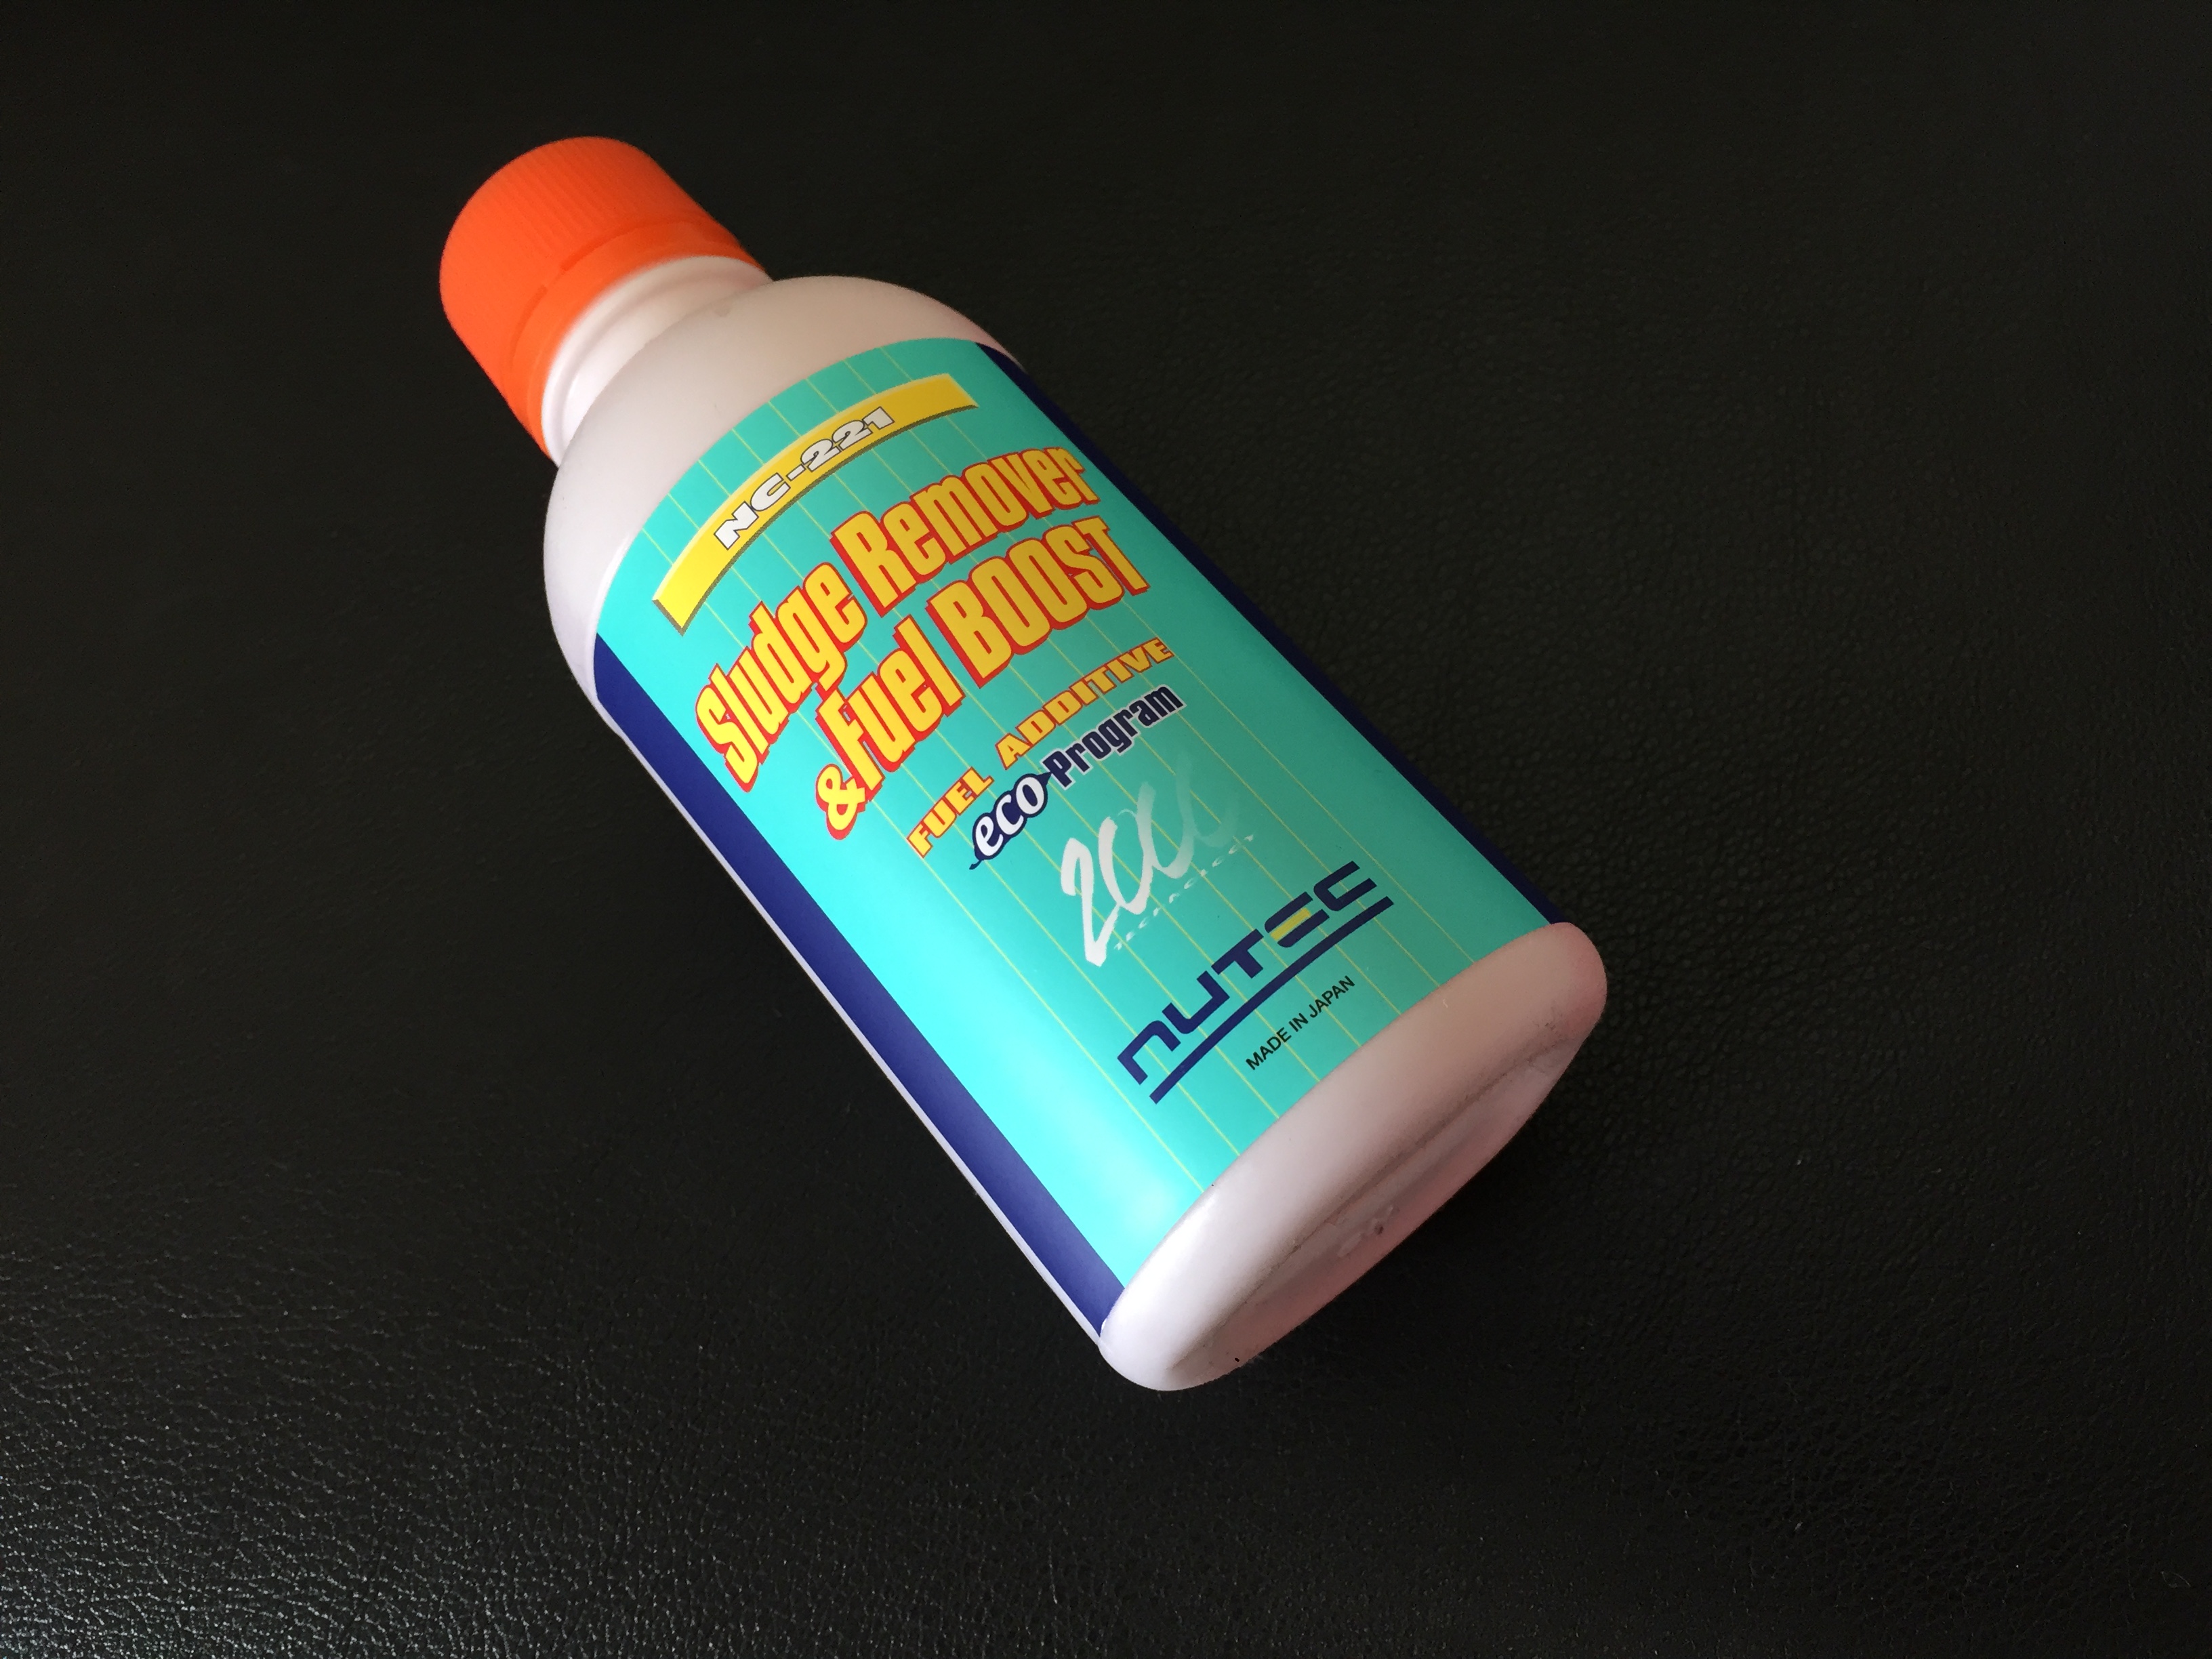 NC-221
Sludge Remover
&Fuel BOOST
FUEL ADDITIVE
eco-Program
nUTEC
MADE IN JAPAN